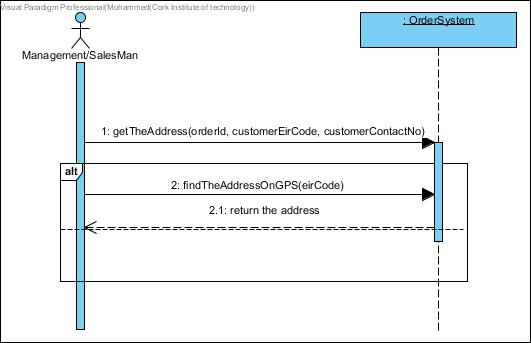 Visual Paradigm Professional(Mohammed(Cork Institute of technology))
: OrderSystem
Management/SalesMan
1: getTheAddress(orderId, customerEirCode, customerContactNo)
alt
2: findTheAddressOnGPS(eirCode)
2.1: return the address